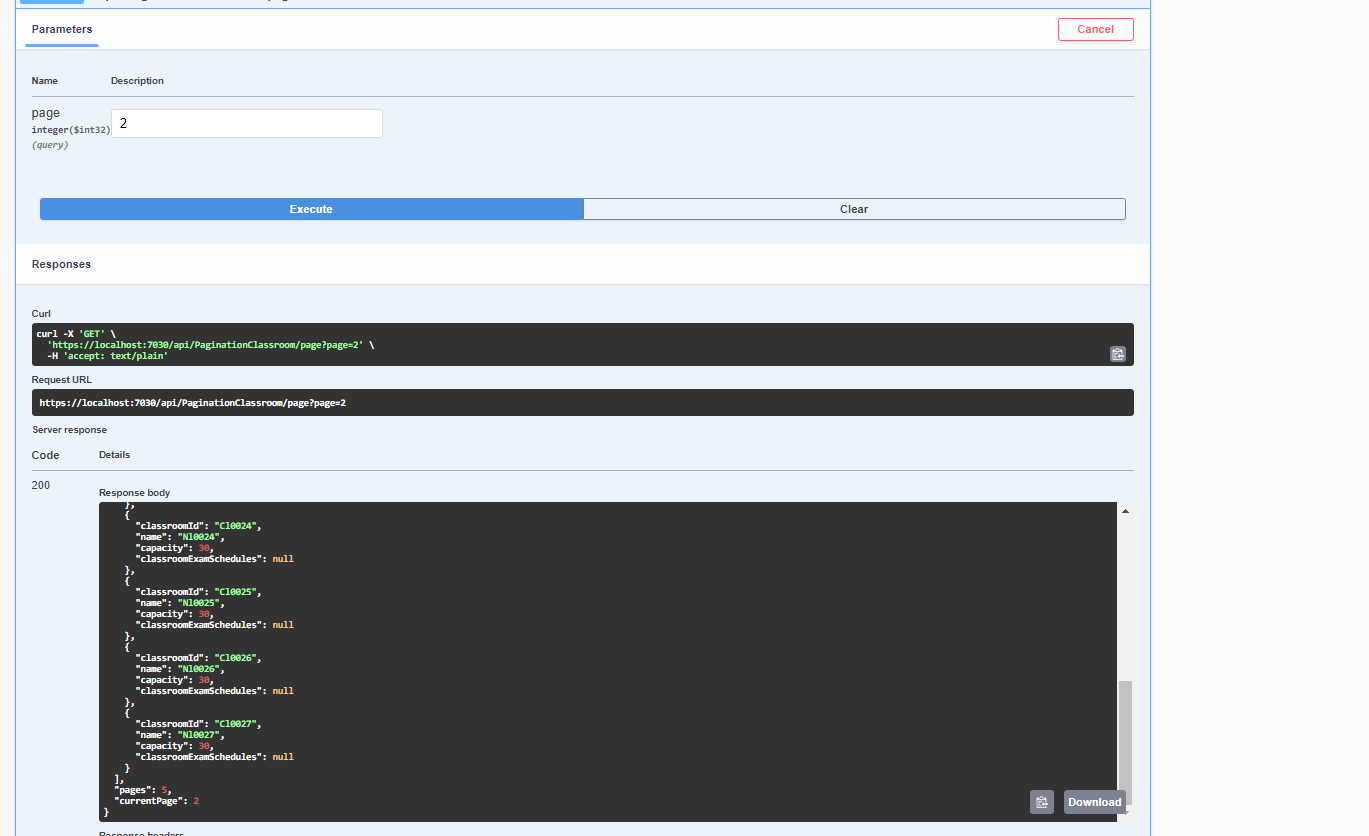 Parameters
Cancel
Name Description
page
integer($int32)
(query)
2
Execute Clear
Responses
Curl
curl -X 'GET' \
'https://localhost:7030/api/PaginationClassroom/page?page=2' \
-H 'accept: text/plain'
Request URL
https://localhost:7030/api/PaginationClassroom/page?page=2
Server response
Code Details
200
Response body
},
{
"classroomId": "Cl0024",
"name": "Nl0024",
"capacity": 30,
"classroomExamSchedules": null
},
{
"classroomId": "Cl0025",
"name": "Nl0025",
"capacity": 30,
"classroomExamSchedules": null
},
{
"classroomId": "Cl0026",
"name": "Nl0026",
"capacity": 30,
"classroomExamSchedules": null
},
{
"classroomId": "Cl0027",
"name": "Nl0027",
"capacity": 30,
"classroomExamSchedules": null
}
],
"pages": 5,
"currentPage": 2
}
Download
Response headers